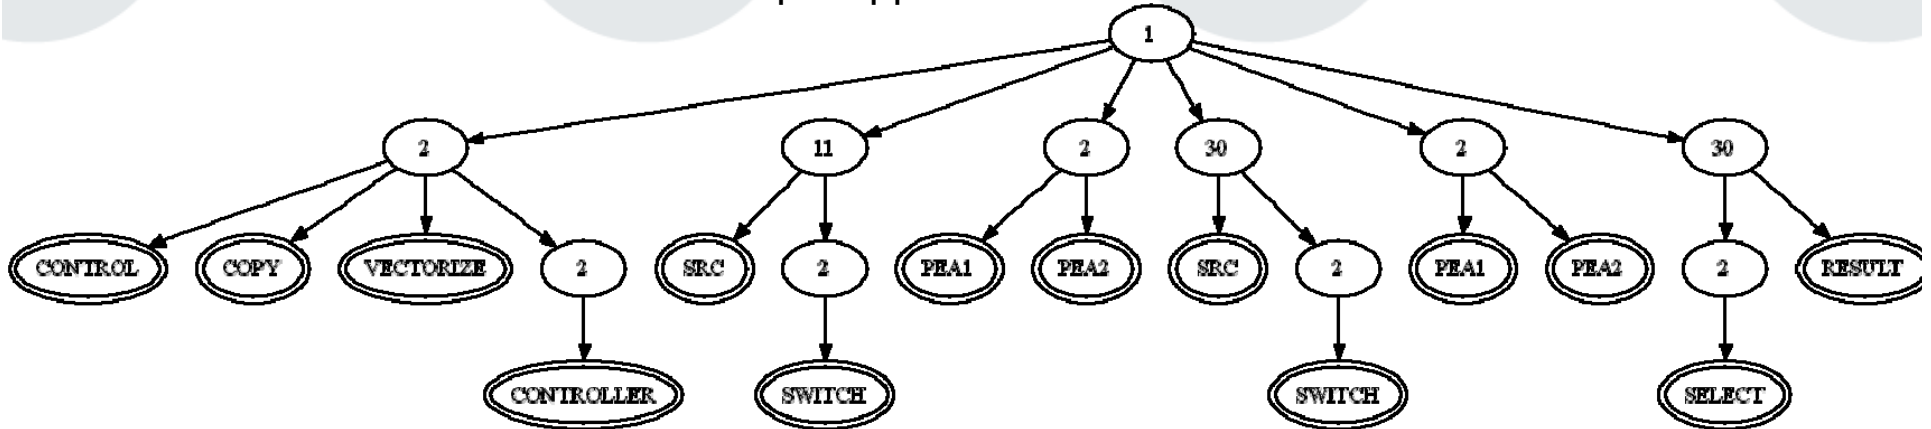 1
2 11 2 30 2 30
CONTROL COPY VECTORIZE 2 SRC 2 PEA1 PEA2 SRC 2 PEA1 PEA2 2 RESULT
CONTROLLER SWITCH SWITCH SELECT